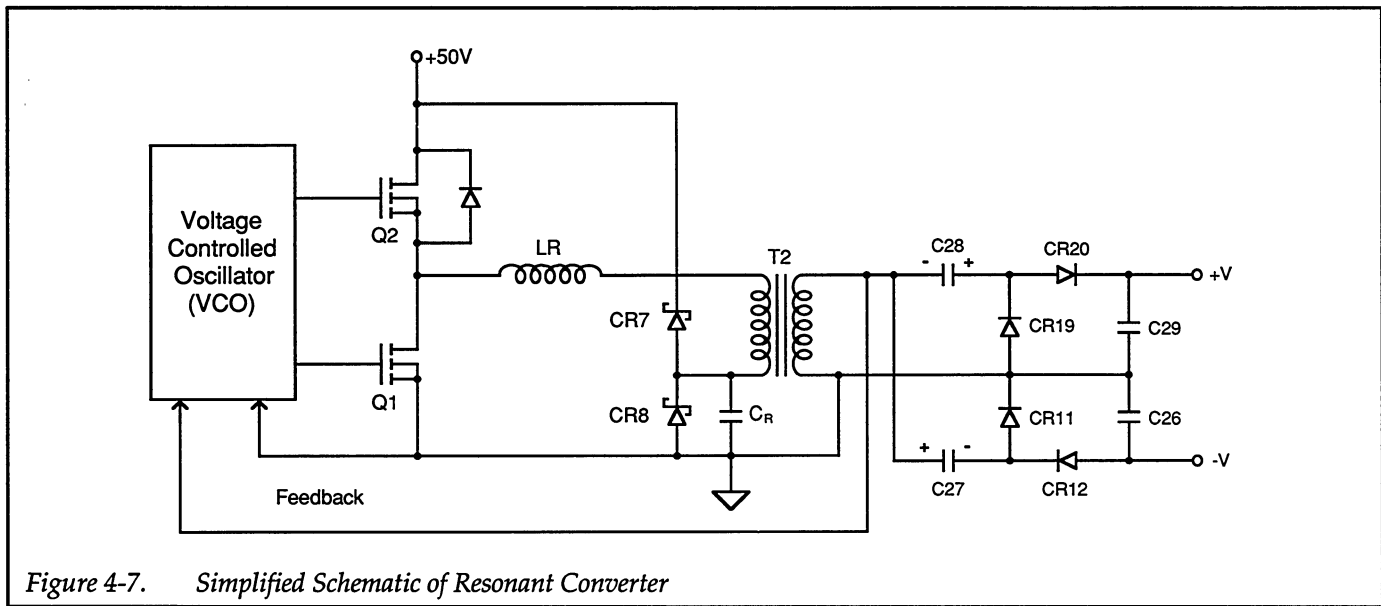 +50V
Voltage
Controlled
Oscillator
(VCO)
Q2
Q1
LR
CR7
CR8
CR
T2
C28
- +
CR20
+V
CR19
C29
CR11
C26
+ -
C27
CR12
-V
Feedback
Figure 4-7. Simplified Schematic of Resonant Converter